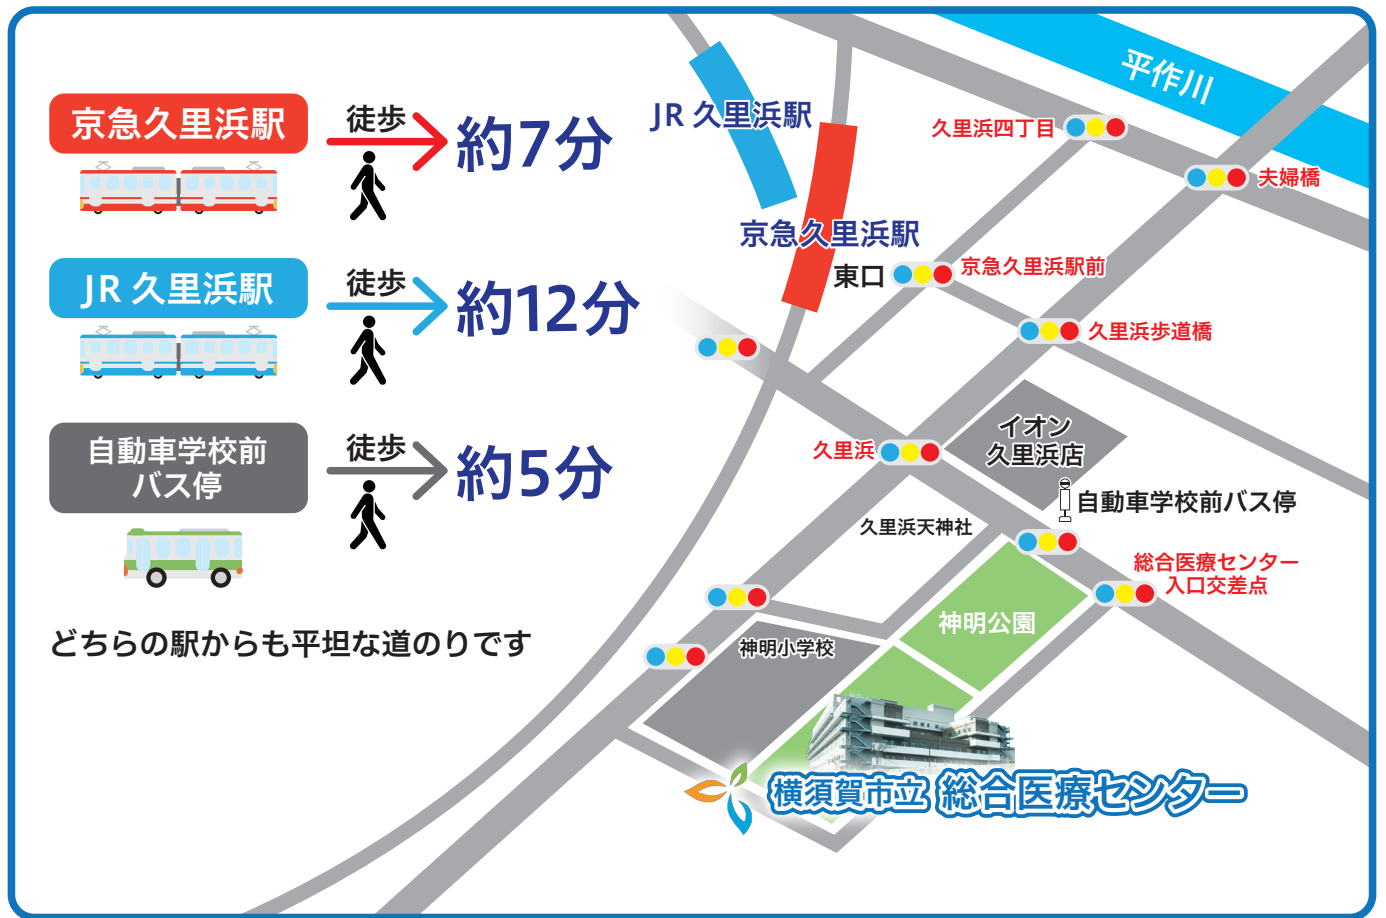 京急久里浜駅
徒歩
約7分
JR 久里浜駅
徒歩
約12分
自動車学校前
バス停
徒歩
約5分
どちらの駅からも平坦な道のりです
平作川
JR 久里浜駅
久里浜四丁目
夫婦橋
京急久里浜駅
東口
京急久里浜駅前
久里浜歩道橋
イオン
久里浜店
久里浜
自動車学校前バス停
久里浜天神社
総合医療センター
入口交差点
神明公園
神明小学校
横須賀市立 総合医療センター